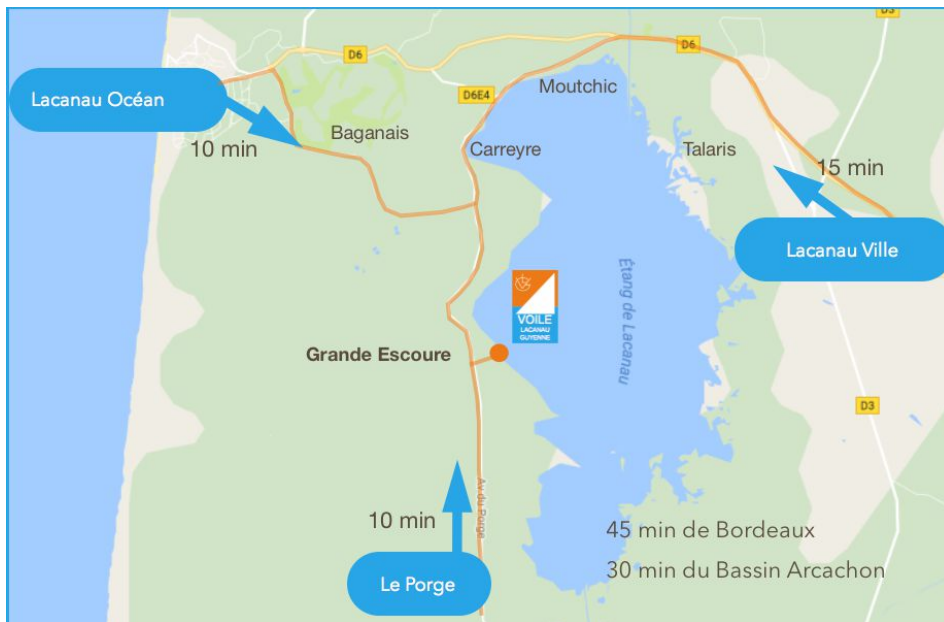 D3
D6
D6
Moutchic
D6E4
Lacanau Océan
Baganais
10 min
Carreyre
Talaris
15 min
Lacanau Ville
Étang de Lacanau
VOILE
LACANAU
GUYENNE
Grande Escoure
D3
Av du Porge
10 min
45 min de Bordeaux
30 min du Bassin Arcachon
Le Porge